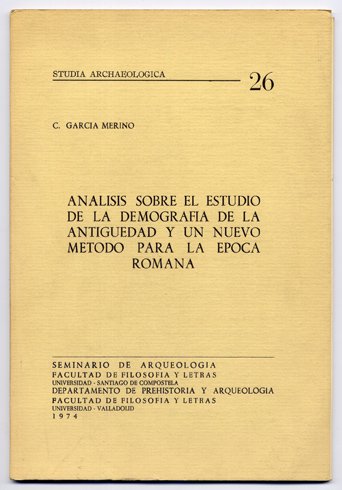 STUDIA ARCHAEOLOGICA 26
C. GARCIA MERINO
ANALISIS SOBRE EL ESTUDIO
DE LA DEMOGRAFIA DE LA
ANTIGUEDAD Y UN NUEVO
METODO PARA LA EPOCA
ROMANA
SEMINARIO DE ARQUEOLOGIA
FACULTAD DE FILOSOFIA Y LETRAS
UNIVERSIDAD - SANTIAGO DE COMPOSTELA
DEPARTAMENTO DE PREHISTORIA Y ARQUEOLOGIA
FACULTAD DE FILOSOFIA Y LETRAS
UNIVERSIDAD - VALLADOLID
1974